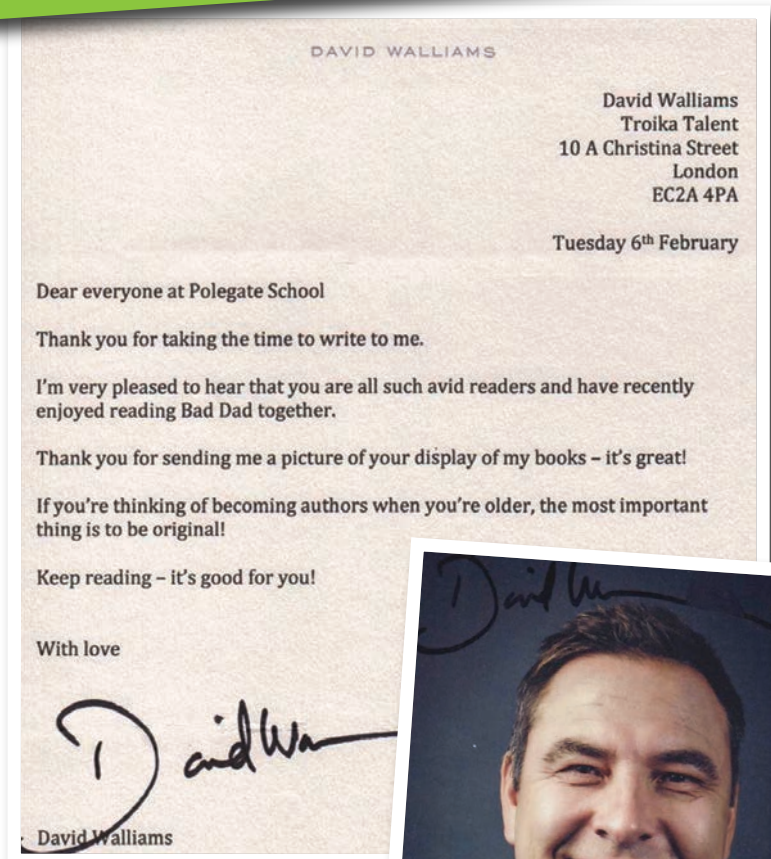 DAVID WALLIAMS
David Walliams
Troika Talent
10 A Christina Street
London
EC2A 4PA
Tuesday 6th February
Dear everyone at Polegate School
Thank you for taking the time to write to me.
I'm very pleased to hear that you are all such avid readers and have recently
enjoyed reading Bad Dad together.
Thank you for sending me a picture of your display of my books – it's great!
If you're thinking of becoming authors when you're older, the most important
thing is to be original!
Keep reading – it's good for you!
With love
David Wa
David Walliams
David W